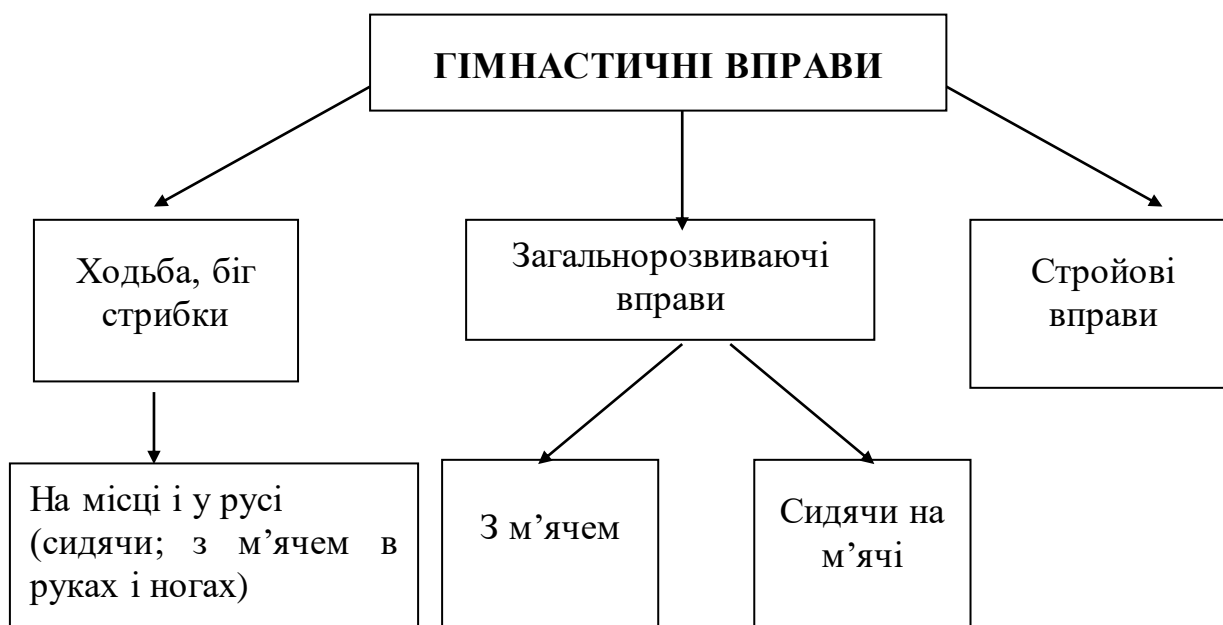 ГІМНАСТИЧНІ ВПРАВИ
Ходьба, біг
стрибки
Загальнорозвиваючі
вправи
Стройові
вправи
На місці і у русі
(сидячи; з м’ячем в
руках і ногах)
З м’ячем
Сидячи на
м’ячі